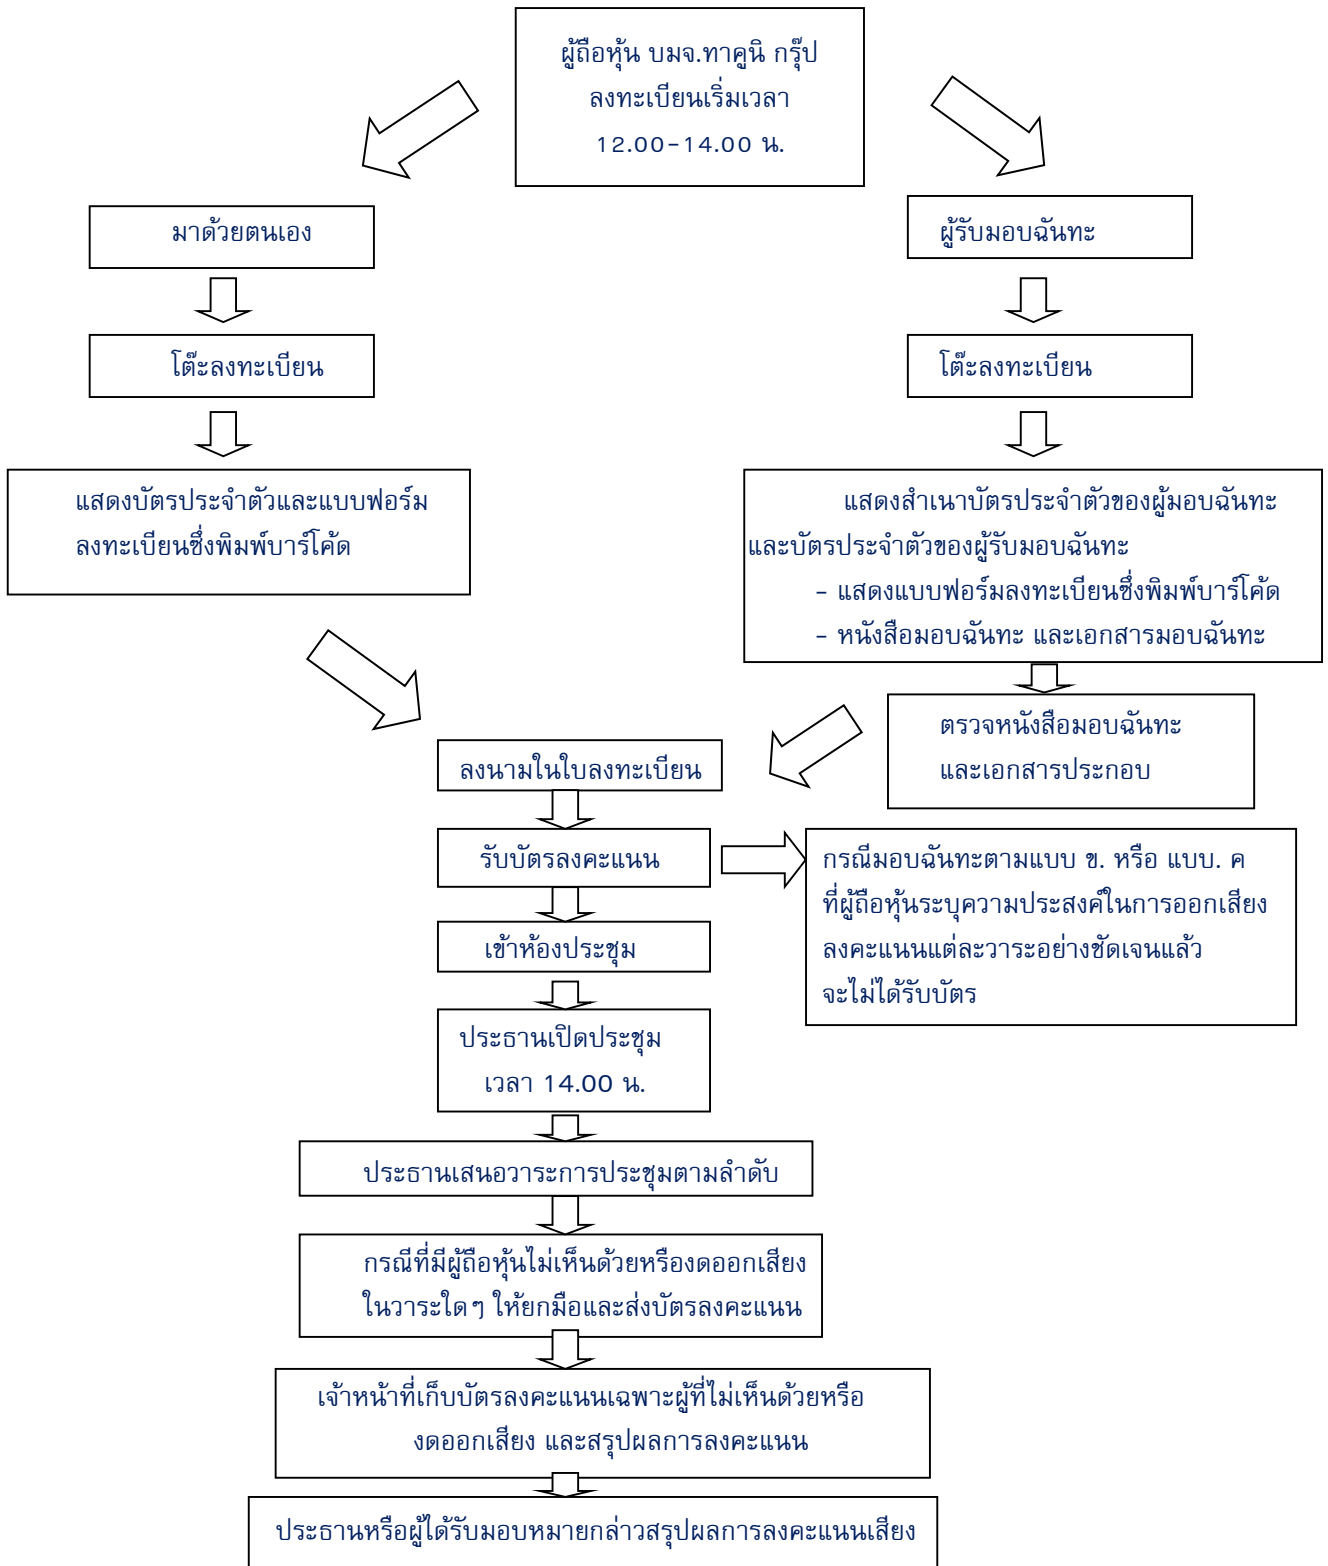 ผู้ถือหุ้น บมจ.ทาคูนิ กรุ๊ป
ลงทะเบียนเริ่มเวลา
12.00-14.00 น.
มาด้วยตนเอง
ผู้รับมอบฉันทะ
โต๊ะลงทะเบียน
โต๊ะลงทะเบียน
แสดงบัตรประจำตัวและแบบฟอร์ม
ลงทะเบียนซึ่งพิมพ์บาร์โค้ด
แสดงสำเนาบัตรประจำตัวของผู้มอบฉันทะ
และบัตรประจำตัวของผู้รับมอบฉันทะ
- แสดงแบบฟอร์มลงทะเบียนซึ่งพิมพ์บาร์โค้ด
- หนังสือมอบฉันทะ และเอกสารมอบฉันทะ
ตรวจหนังสือมอบฉันทะ
และเอกสารประกอบ
ลงนามในใบลงทะเบียน
รับบัตรลงคะแนน
กรณีมอบฉันทะตามแบบ ข. หรือ แบบ. ค
ที่ผู้ถือหุ้นระบุความประสงค์ในการออกเสียง
ลงคะแนนแต่ละวาระอย่างชัดเจนแล้ว
จะไม่ได้รับบัตร
เข้าห้องประชุม
ประธานเปิดประชุม
เวลา 14.00 น.
ประธานเสนอวาระการประชุมตามลำดับ
กรณีที่มีผู้ถือหุ้นไม่เห็นด้วยหรืองดออกเสียง
ในวาระใดๆ ให้ยกมือและส่งบัตรลงคะแนน
เจ้าหน้าที่เก็บบัตรลงคะแนนเฉพาะผู้ที่ไม่เห็นด้วยหรือ
งดออกเสียง และสรุปผลการลงคะแนน
ประธานหรือผู้ได้รับมอบหมายกล่าวสรุปผลการลงคะแนนเสียง